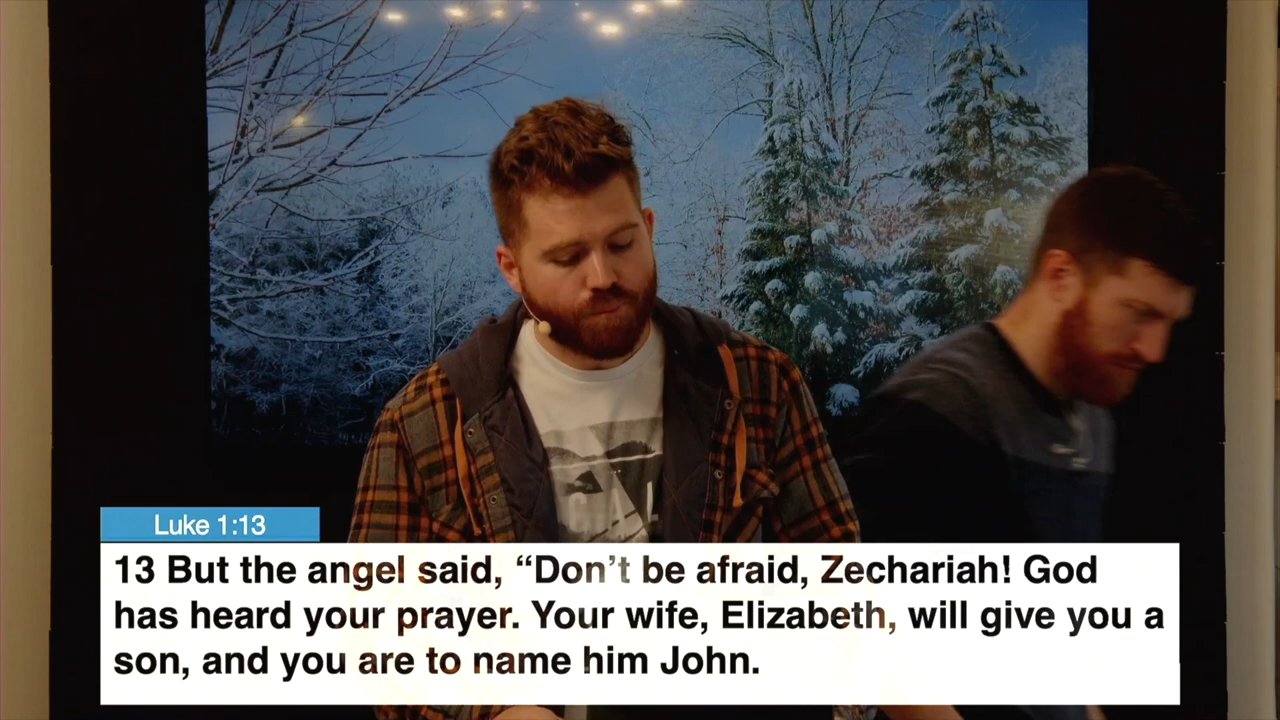 Luke 1:13
13 But the angel said, “Don’t be afraid, Zechariah! God
has heard your prayer. Your wife, Elizabeth, will give you a
son, and you are to name him John.